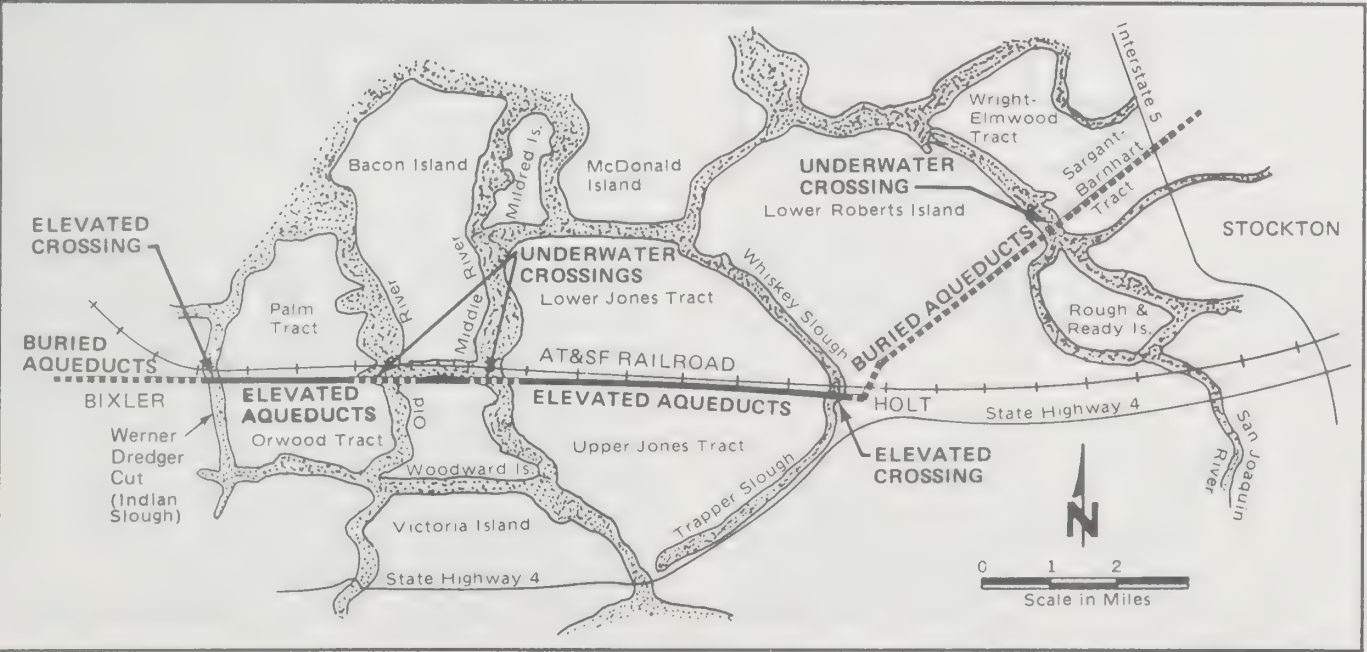 Interstate 5
Wright-
Elmwood
Tract
Sargant-
Barnhart
Tract
Bacon Island
Mildred Is.
McDonald
Island
UNDERWATER
CROSSING
Lower Roberts Island
STOCKTON
ELEVATED
CROSSING
Palm
Tract
River
Middle River
UNDERWATER
CROSSINGS
Lower Jones Tract
Whiskey Slough
BURIED AQUEDUCTS
Rough &
Ready Is.
BURIED
AQUEDUCTS
AT&SF RAILROAD
BIXLER
ELEVATED
AQUEDUCTS
Orwood Tract
Old
ELEVATED AQUEDUCTS
HOLT
State Highway 4
Werner
Dredger
Cut
(Indian
Slough)
Woodward Is.
Upper Jones Tract
ELEVATED
CROSSING
Trapper Slough
San Joaquin
River
Victoria Island
State Highway 4
N
0 1 2
Scale in Miles